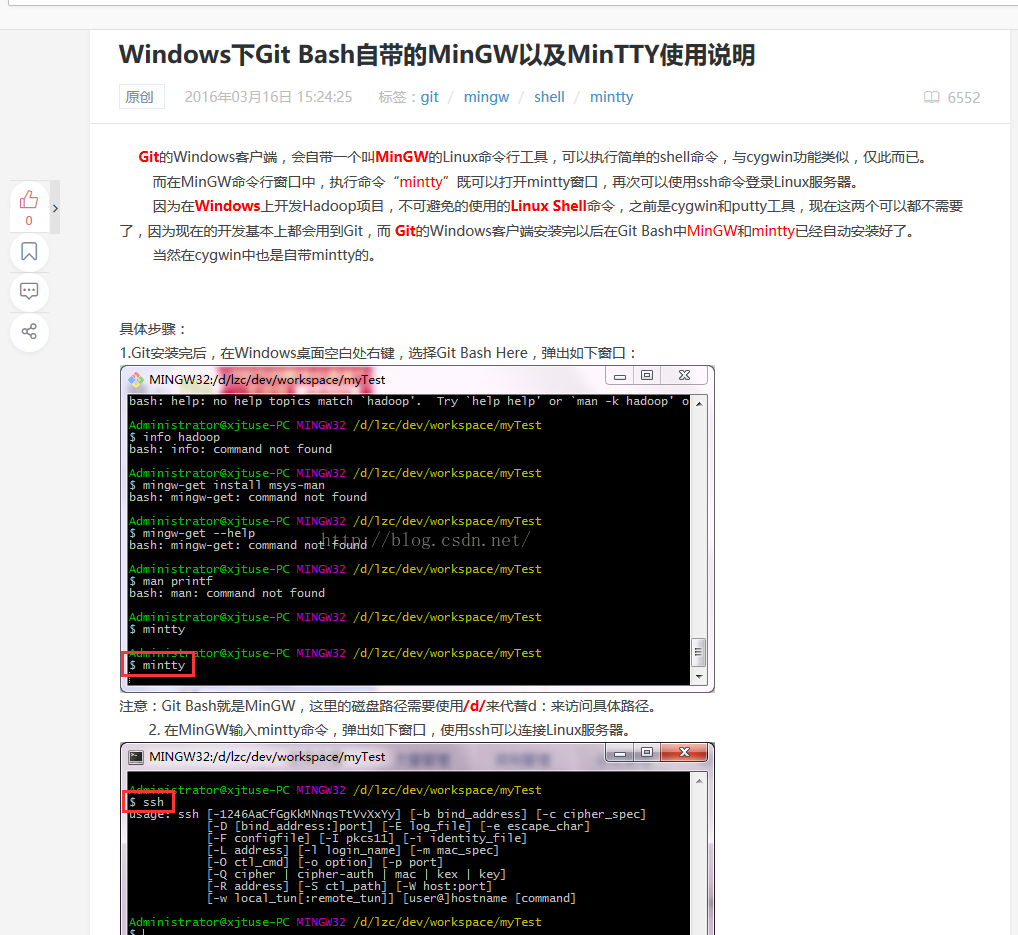 Windows下Git Bash自带的MinGW以及MinTTY使用说明
原创 2016年03月16日 15:24:25 标签：git / mingw / shell / mintty 6552
Git的Windows客户端，会自带一个叫MinGW的Linux命令行工具，可以执行简单的shell命令，与cygwin功能类似，仅此而已。
而在MinGW命令行窗口中，执行命令“mintty”既可以打开mintty窗口，再次可以使用ssh命令登录Linux服务器。
因为在Windows上开发Hadoop项目，不可避免的使用的Linux Shell命令，之前是cygwin和putty工具，现在这两个可以都不需要
了，因为现在的开发基本上都会用到Git，而 Git的Windows客户端安装完以后在Git Bash中MinGW和mintty已经自动安装好了。
当然在cygwin中也是自带mintty的。
0
具体步骤：
1.Git安装完后，在Windows桌面空白处右键，选择Git Bash Here，弹出如下窗口：
MINGW32:/d/lzc/dev/workspace/myTest
bash: help: no help topics match `hadoop'.  Try `help help' or `man -k hadoop' o
Administrator@xjtuse-PC MINGW32 /d/lzc/dev/workspace/myTest
$ info hadoop
bash: info: command not found
Administrator@xjtuse-PC MINGW32 /d/lzc/dev/workspace/myTest
$ mingw-get install msys-man
bash: mingw-get: command not found
Administrator@xjtuse-PC MINGW32 /d/lzc/dev/workspace/myTest
$ mingw-get --help
http://blog.csdn.net/
bash: mingw-get: command not found
Administrator@xjtuse-PC MINGW32 /d/lzc/dev/workspace/myTest
$ man printf
bash: man: command not found
Administrator@xjtuse-PC MINGW32 /d/lzc/dev/workspace/myTest
$ mintty
Administrator@xjtuse-PC MINGW32 /d/lzc/dev/workspace/myTest
$ mintty
注意：Git Bash就是MinGW，这里的磁盘路径需要使用/d/来代替d：来访问具体路径。
2. 在MinGW输入mintty命令，弹出如下窗口，使用ssh可以连接Linux服务器。
MINGW32:/d/lzc/dev/workspace/myTest
Administrator@xjtuse-PC MINGW32 /d/lzc/dev/workspace/myTest
$ ssh
usage: ssh [-1246AaCfGgKkMNnqsTtVvXxYy] [-b bind_address] [-c cipher_spec]
[-D [bind_address:]port] [-E log_file] [-e escape_char]
[-F configfile] [-I pkcs11] [-i identity_file]
[-L address] [-l login_name] [-m mac_spec]
[-O ctl_cmd] [-o option] [-p port]
[-Q cipher | cipher-auth | mac | kex | key]
[-R address] [-S ctl_path] [-W host:port]
[-w local_tun[:remote_tun]] [user@]hostname [command]
Administrator@xjtuse-PC MINGW32 /d/lzc/dev/workspace/myTest
$